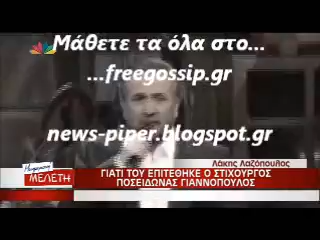 Μάθετε τα όλα στο...
...freegossip.gr
news-piper.blogspot.gr
Λάκης Λαζόπουλος
ΜΕΛΕΤΗ
ΓΙΑΤΙ ΤΟΥ ΕΠΙΤΕΘΗΚΕ Ο ΣΤΙΧΟΥΡΓΟΣ
ΠΟΣΕΙΔΩΝΑΣ ΓΙΑΝΝΟΠΟΥΛΟΣ